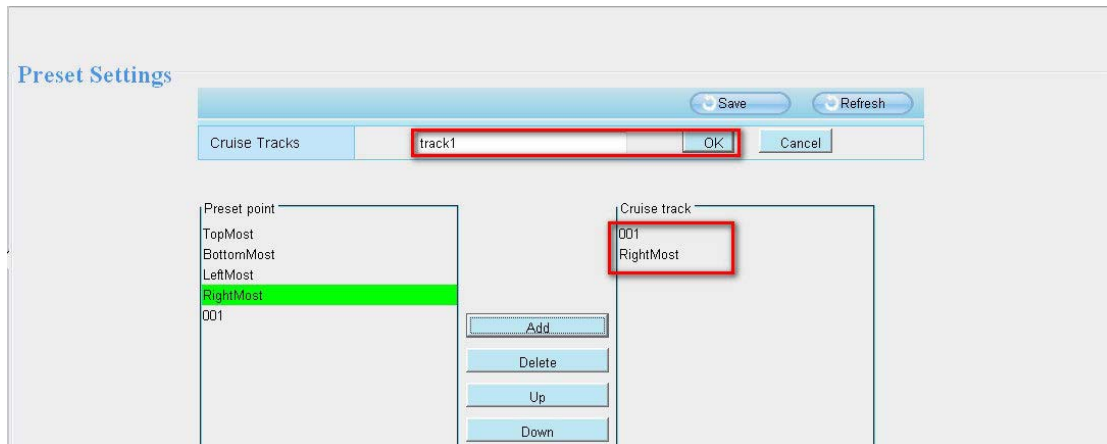 Preset Settings
Save Refresh
Cruise Tracks track1 OK Cancel
Preset point
TopMost
BottomMost
LeftMost
RightMost
001
Add
Delete
Up
Down
Cruise track
001
RightMost